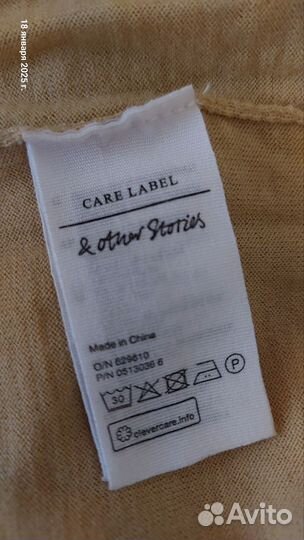 18 января 2025 г.
CARE LABEL
& other Stories
Made in China
O/N 629610
P/N 0513036 6
30 P
clevercare.info
Avito